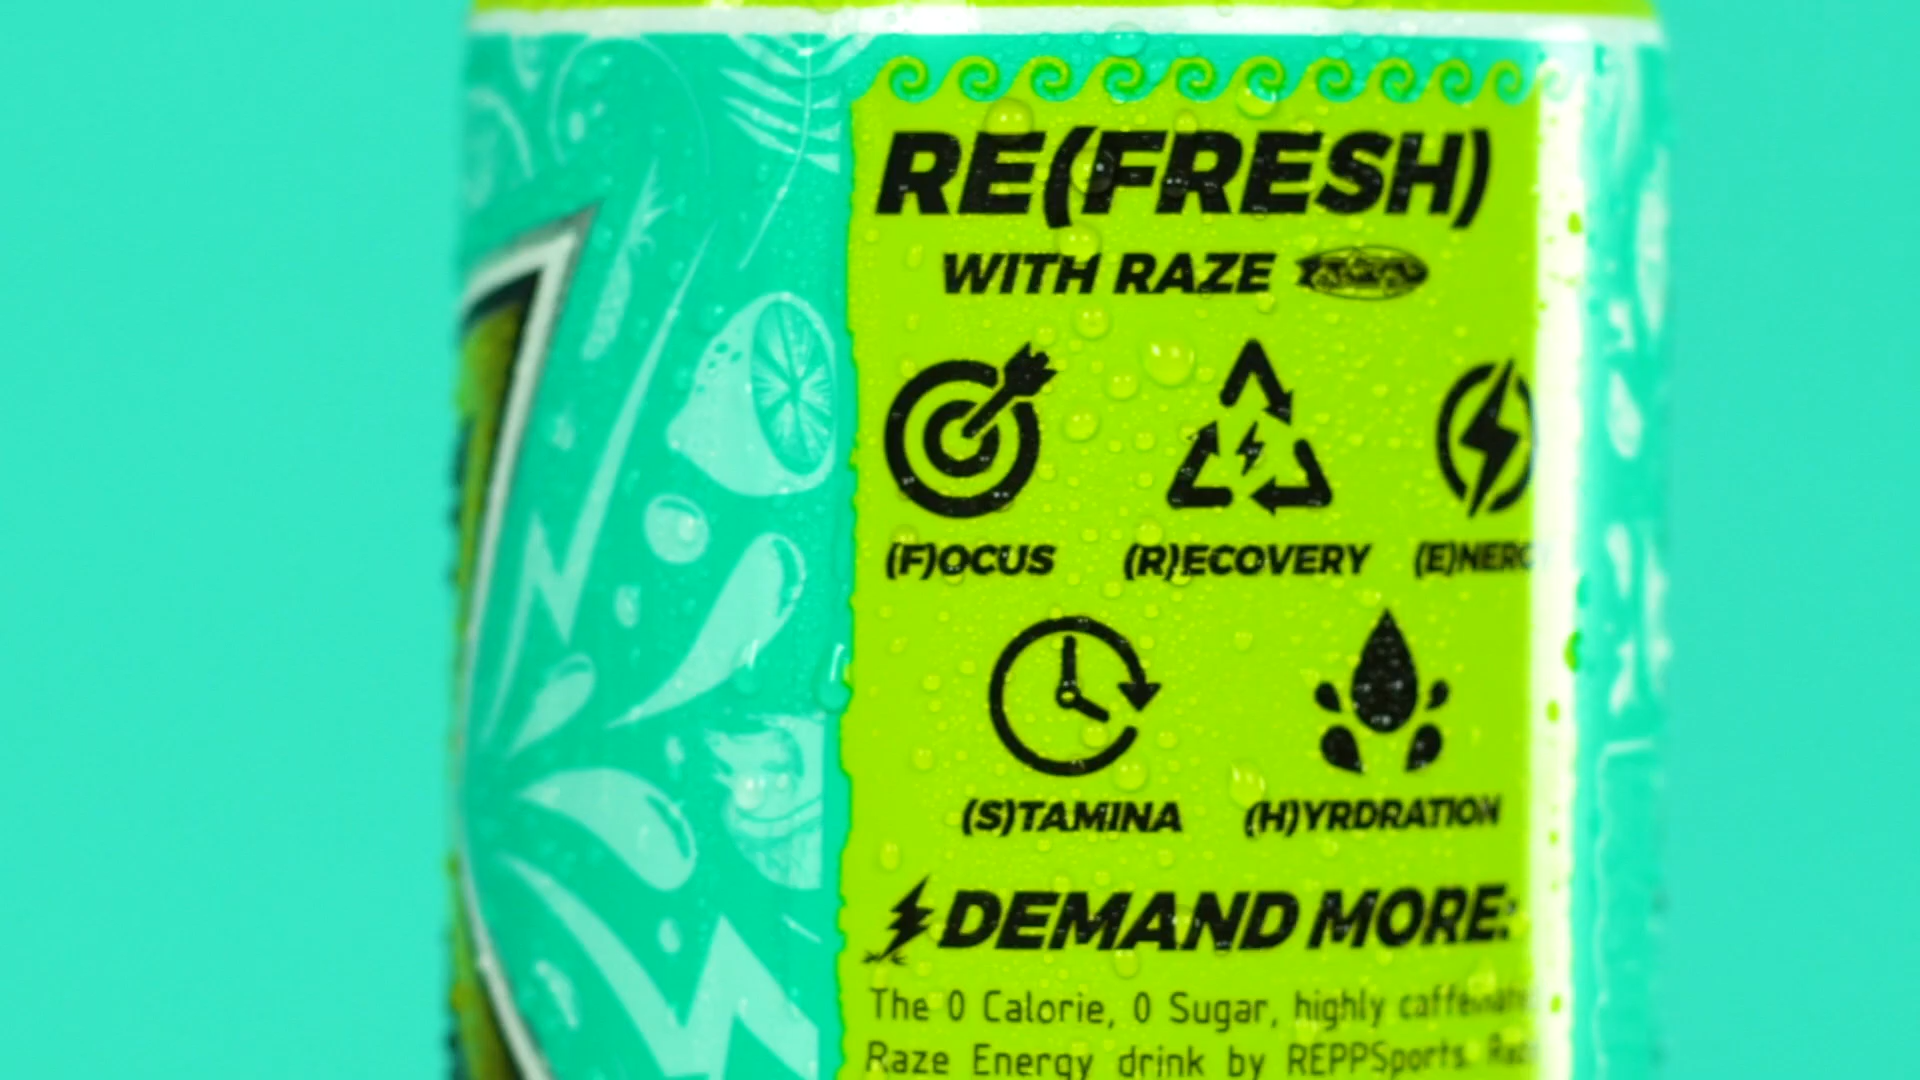 RE(FRESH)
WITH RAZE
(F)OCUS (R)ECOVERY (E)NERG
(S)TAMINA (H)YRDRATION
DEMAND MORE:
The 0 Calorie, 0 Sugar, highly
Raze Energy drink by REPPSports.